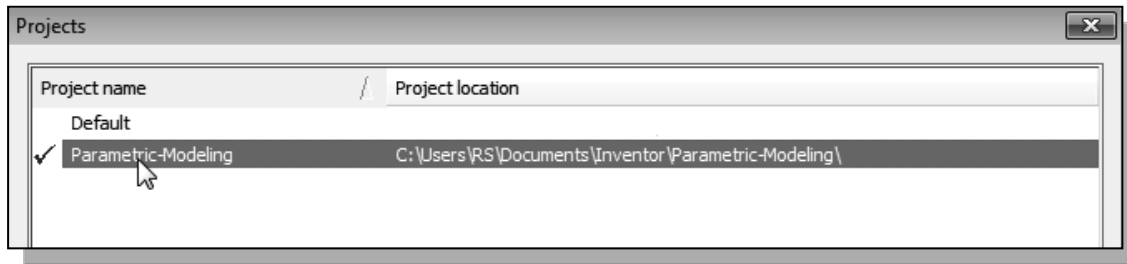 Projects
Project name Project location
Default
Parametric-Modeling C:\Users\RS\Documents\Inventor\Parametric-Modeling\